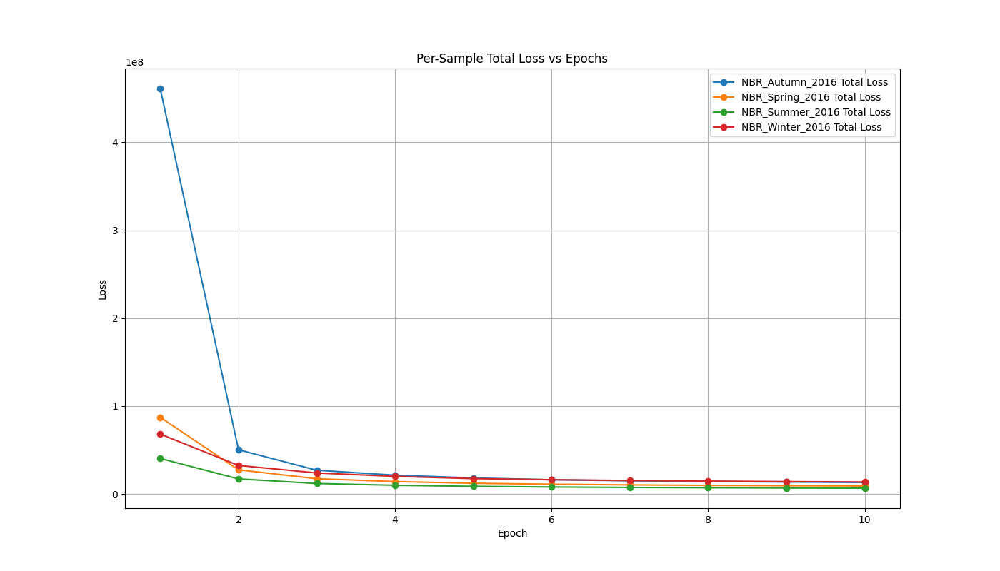 Per-Sample Total Loss vs Epochs
1e8
NBR_Autumn_2016 Total Loss
NBR_Spring_2016 Total Loss
NBR_Summer_2016 Total Loss
NBR_Winter_2016 Total Loss
4
3
2
1
0
Loss
2
4
6
8
10
Epoch